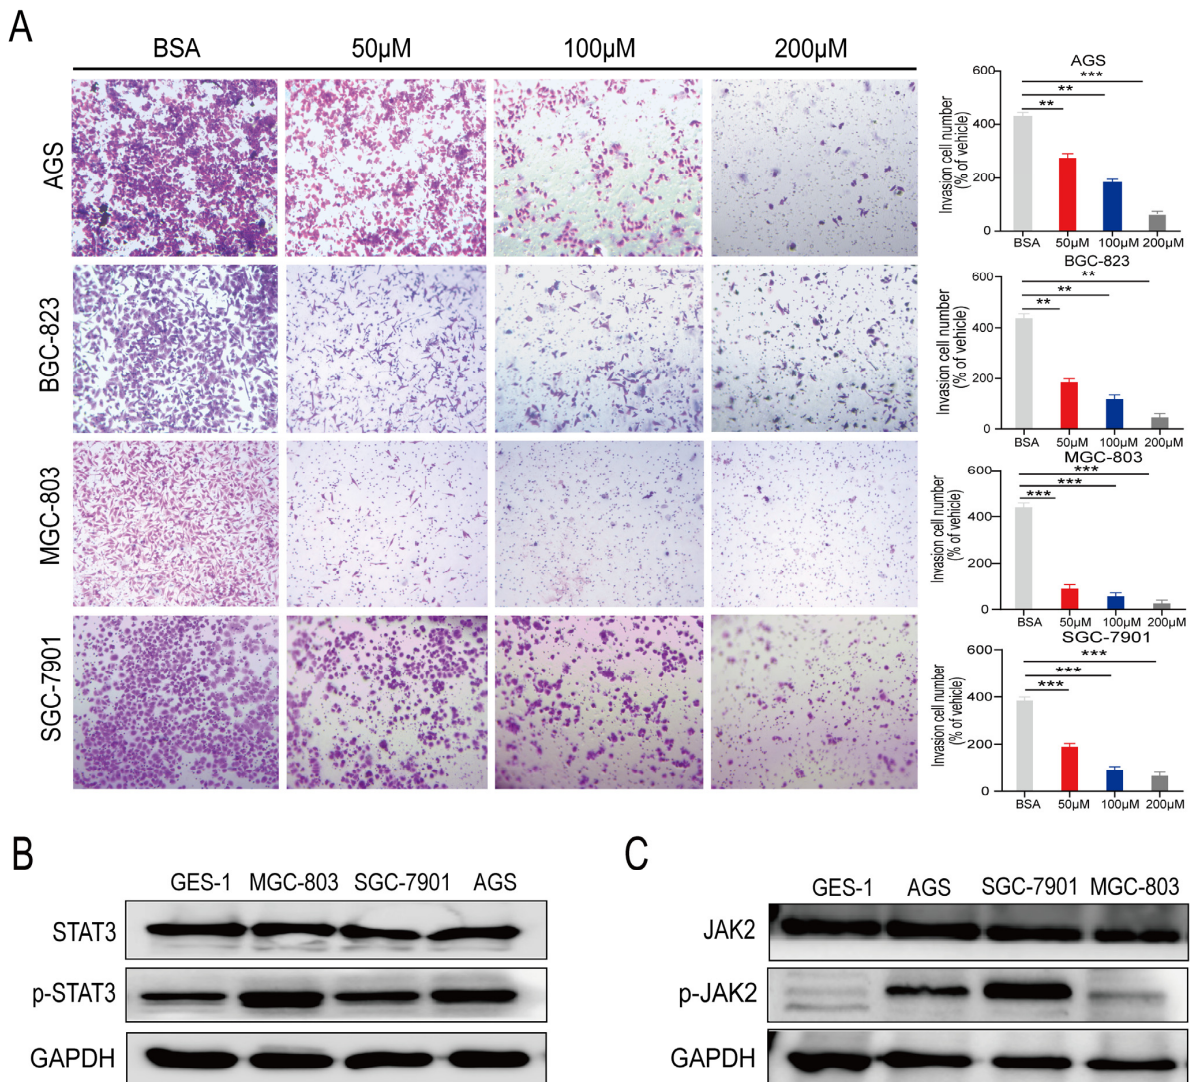 A
BSA 50μM 100μM 200μM
AGS
BGC-823
MGC-803
SGC-7901
AGS
600
400
200
0
Invasion cell number
(% of vehicle)
***
**
**
BSA 50μM 100μM 200μM
BGC-823
600
400
200
0
Invasion cell number
(% of vehicle)
**
**
**
BSA 50μM 100μM 200μM
MGC-803
600
400
200
0
Invasion cell number
(% of vehicle)
***
***
***
BSA 50μM 100μM 200μM
SGC-7901
600
400
200
0
Invasion cell number
(% of vehicle)
***
***
***
BSA 50μM 100μM 200μM
B
GES-1 MGC-803 SGC-7901 AGS
STAT3
p-STAT3
GAPDH
C
GES-1 AGS SGC-7901 MGC-803
JAK2
p-JAK2
GAPDH